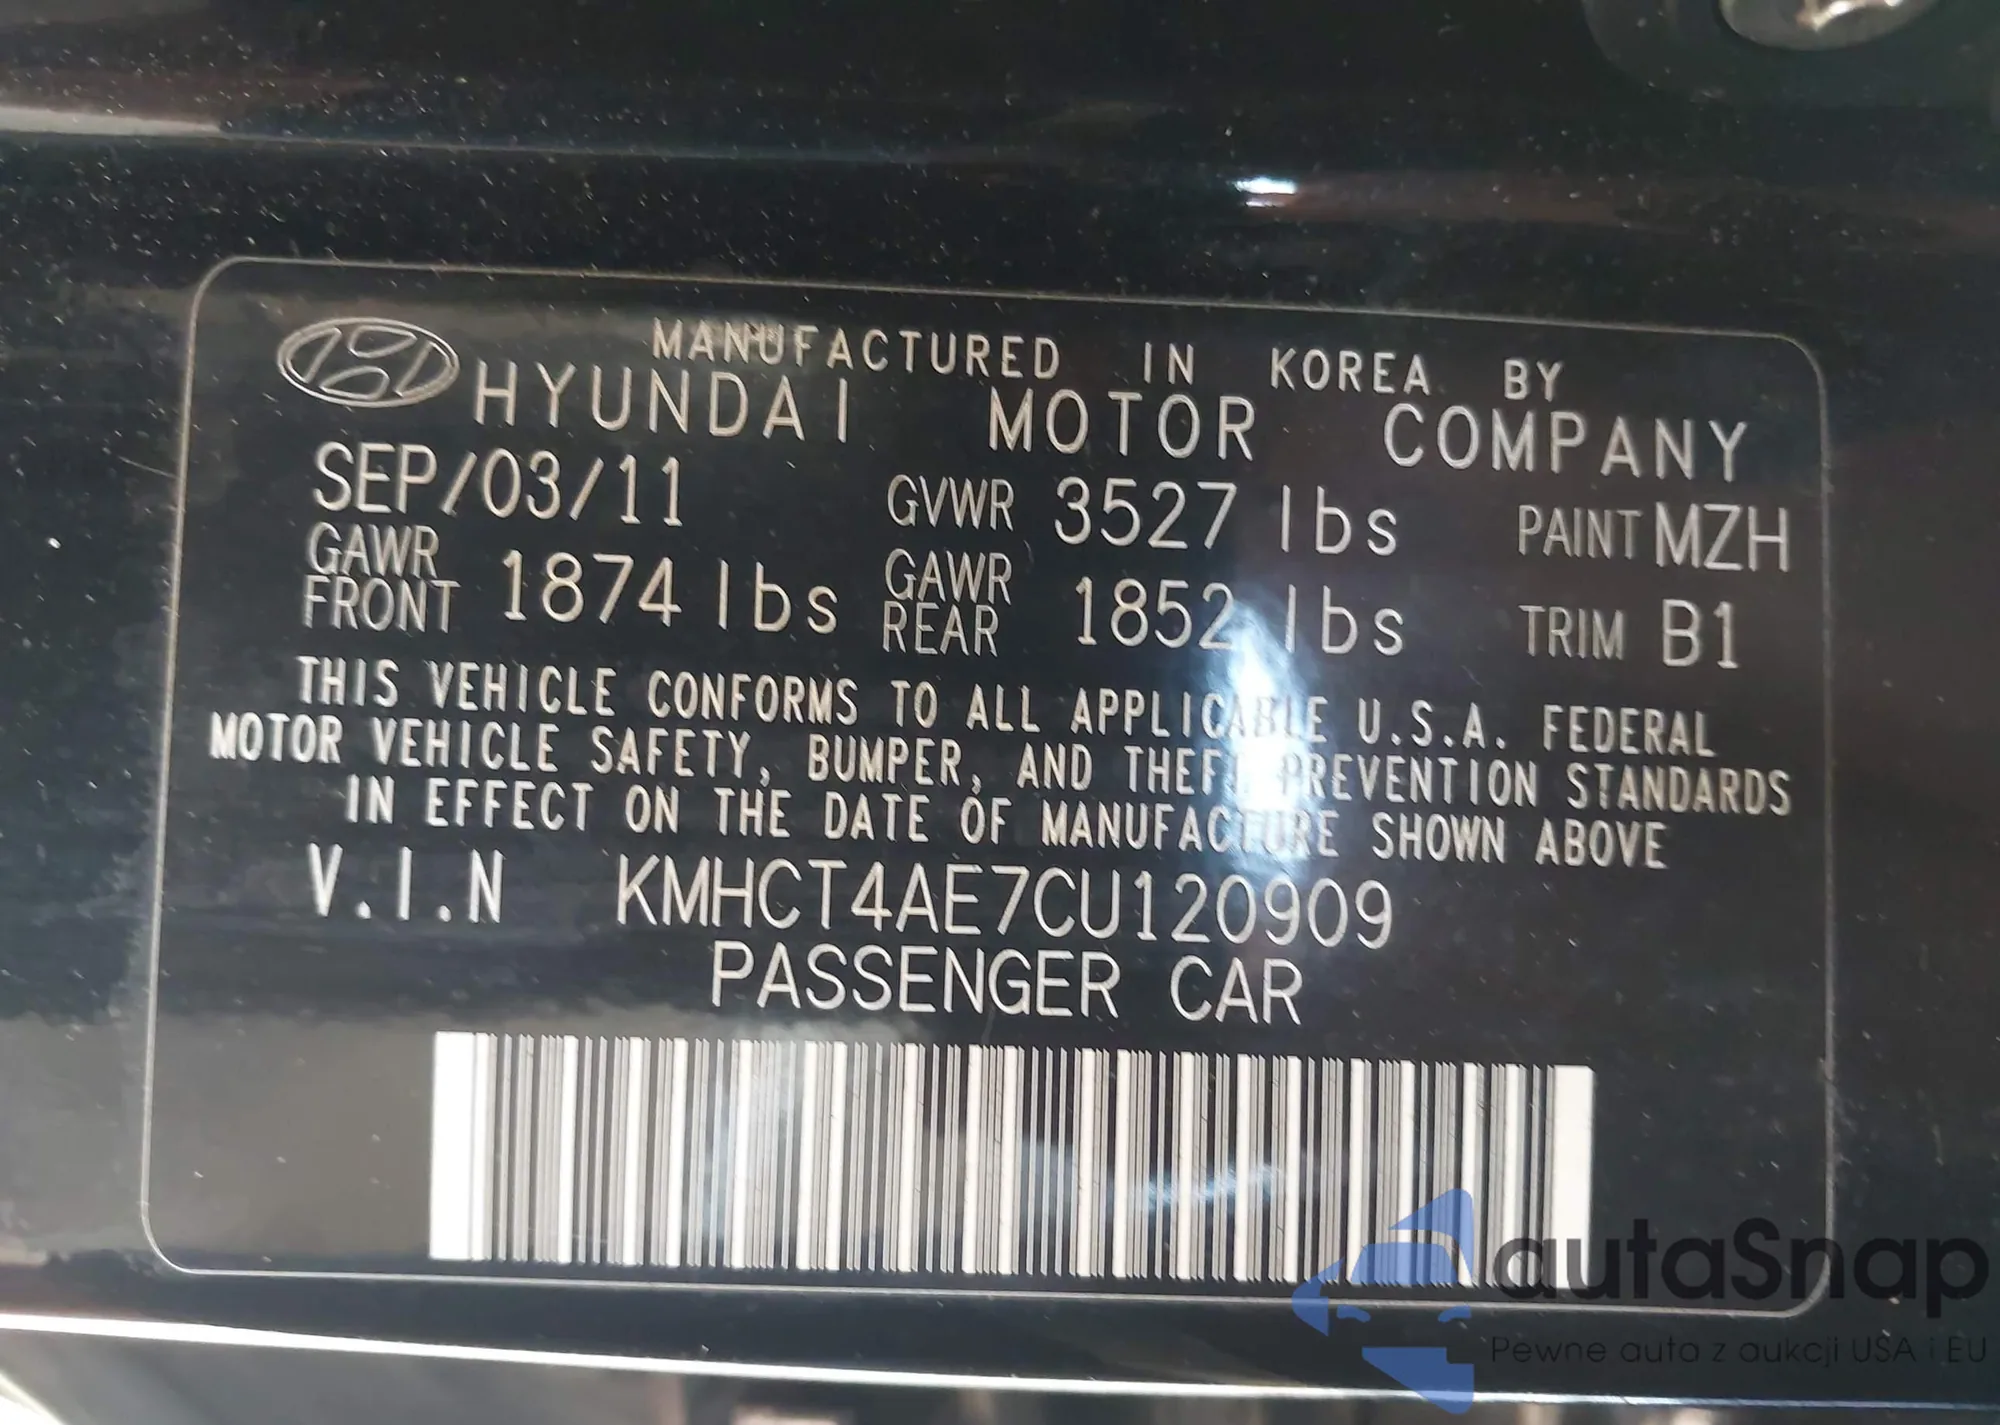 MANUFACTURED IN KOREA BY
HYUNDAI MOTOR COMPANY
SEP/03/11 GVWR 3527 lbs PAINT MZH
GAWR FRONT 1874 lbs GAWR REAR 1852 lbs TRIM B1
THIS VEHICLE CONFORMS TO ALL APPLICABLE U.S.A. FEDERAL
MOTOR VEHICLE SAFETY, BUMPER, AND THEFT PREVENTION STANDARDS
IN EFFECT ON THE DATE OF MANUFACTURE SHOWN ABOVE
V.I.N KMHCT4AE7CU120909
PASSENGER CAR
autaSnap
Pewne auta z aukcji USA i EU